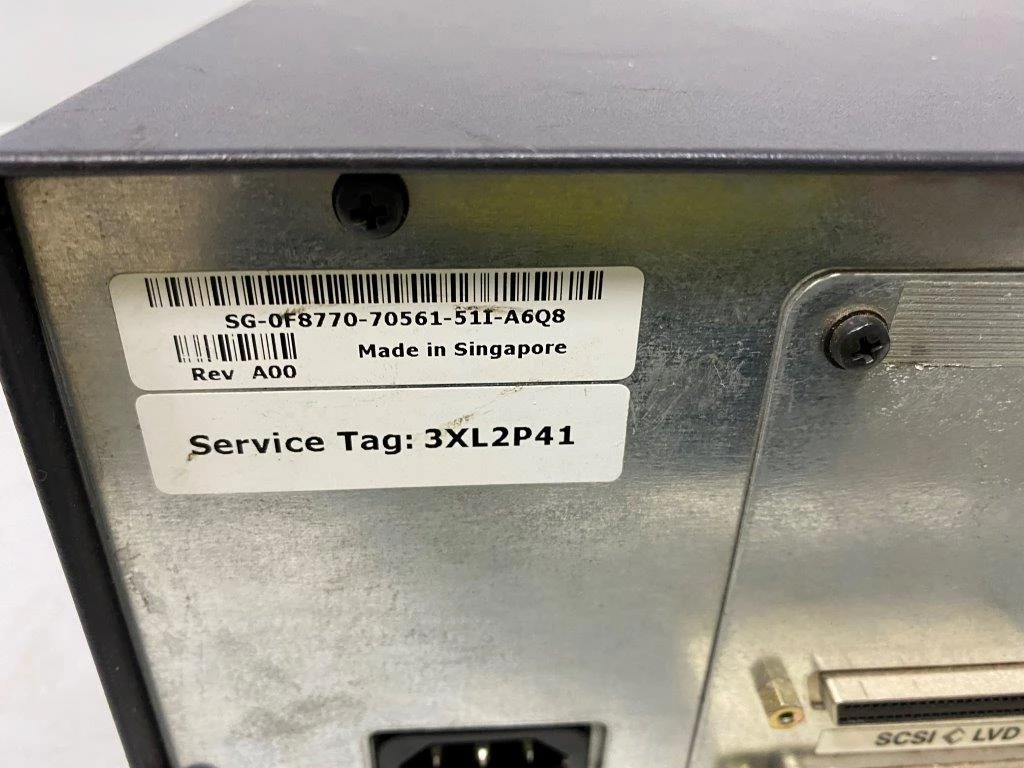 SG-0F8770-70561-51I-A6Q8
Made in Singapore
Rev A00
Service Tag: 3XL2P41
SCSI LVD